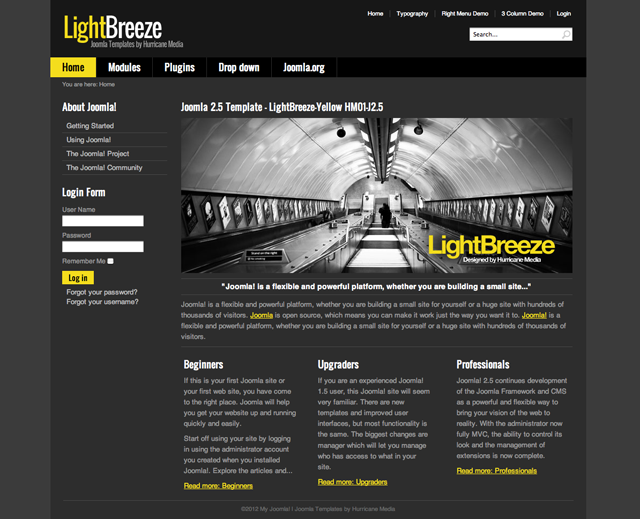 LightBreeze
Joomla Templates by Hurricane Media
Home Typography Right Menu Demo 3 Column Demo Login
Search...
Home Modules Plugins Drop down Joomla.org
You are here: Home
About Joomla!
Getting Started
Using Joomla!
The Joomla! Project
The Joomla! Community
Login Form
User Name
Password
Remember Me
Log in
Forgot your password?
Forgot your username?
Joomla 2.5 Template - LightBreeze-Yellow HM01-J2.5
LightBreeze
Designed by Hurricane Media
"Joomla! is a flexible and powerful platform, whether you are building a small site..."
Joomla! is a flexible and powerful platform, whether you are building a small site for yourself or a huge site with hundreds of
thousands of visitors. Joomla is open source, which means you can make it work just the way you want it to. Joomla! is a
flexible and powerful platform, whether you are building a small site for yourself or a huge site with hundreds of thousands of
visitors.
Beginners
If this is your first Joomla site or
your first web site, you have come
to the right place. Joomla will help
you get your website up and running
quickly and easily.
Start off using your site by logging
in using the administrator account
you created when you installed
Joomla!. Explore the articles and...
Read more: Beginners
Upgraders
If you are an experienced Joomla!
1.5 user, this Joomla! site will seem
very familiar. There are new
templates and improved user
interfaces, but most functionality is
the same. The biggest changes are
manager which will let you manage
who has access to what in your
site.
Read more: Upgraders
Professionals
Joomla! 2.5 continues development
of the Joomla Framework and CMS
as a powerful and flexible way to
bring your vision of the web to
reality. With the administrator now
fully MVC, the ability to control its
look and the management of
extensions is now complete.
Read more: Professionals
©2012 My Joomla! | Joomla Templates by Hurricane Media